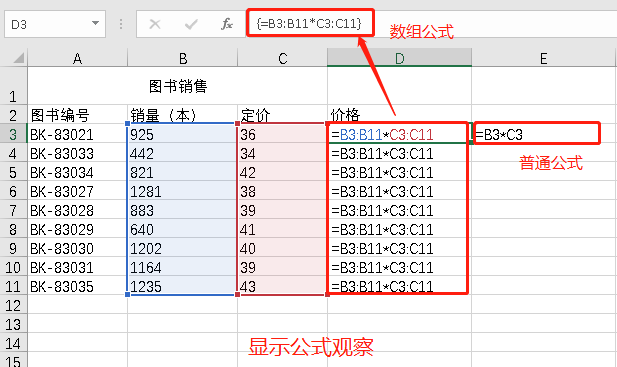 D3 {=B3:B11*C3:C11}
数组公式
A B C D E
1 图书销售
2 图书编号 销量（本） 定价 价格
3 BK-83021 925 36 =B3:B11*C3:C11 =B3*C3
4 BK-83033 442 34 =B3:B11*C3:C11 普通公式
5 BK-83034 821 42 =B3:B11*C3:C11
6 BK-83027 1281 38 =B3:B11*C3:C11
7 BK-83028 883 39 =B3:B11*C3:C11
8 BK-83029 640 41 =B3:B11*C3:C11
9 BK-83030 1202 40 =B3:B11*C3:C11
10 BK-83031 1164 39 =B3:B11*C3:C11
11 BK-83035 1235 43 =B3:B11*C3:C11
12
13
14 显示公式观察
15